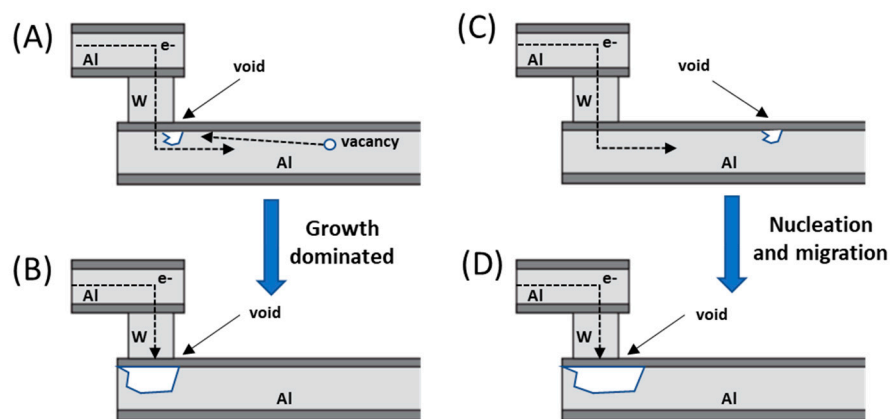 (A)
e-
Al
W
void
vacancy
Al
Growth
dominated
(B)
e-
Al
W
void
Al
(C)
e-
Al
W
void
Al
Nucleation
and migration
(D)
e-
Al
W
void
Al